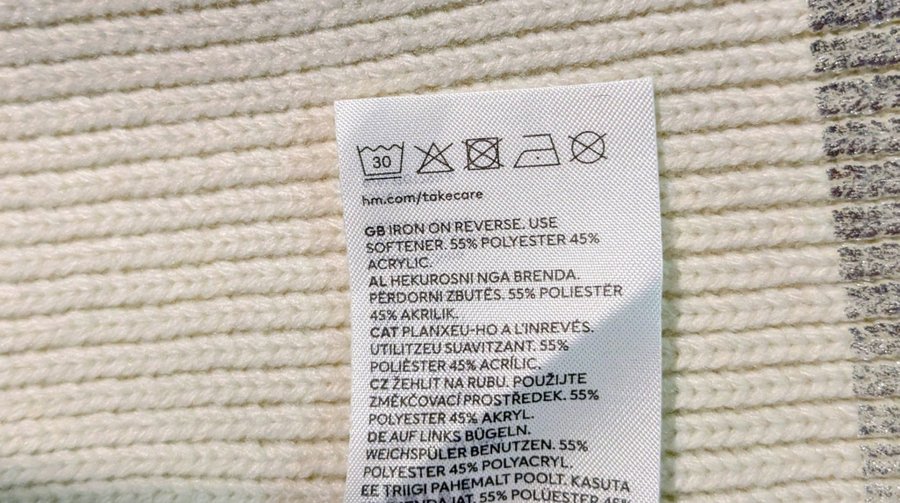 30
hm.com/takecare
GB IRON ON REVERSE. USE
SOFTENER. 55% POLYESTER 45%
ACRYLIC.
AL HEKUROSNI NGA BRENDA.
PËRDORNI ZBUTËS. 55% POLIESTËR
45% AKRILIK.
CAT PLANXEU-HO A L'INREVÉS.
UTILITZEU SUAVITZANT. 55%
POLIÈSTER 45% ACRÍLIC.
CZ ŽEHLIT NA RUBU. POUŽIJTE
ZMĚKČOVACÍ PROSTŘEDEK. 55%
POLYESTER 45% AKRYL.
DE AUF LINKS BÜGELN.
WEICHSPÜLER BENUTZEN. 55%
POLYESTER 45% POLYACRYL.
EE TRIIGI PAHEMALT POOLT. KASUTA
55% POLÜESTER 45%